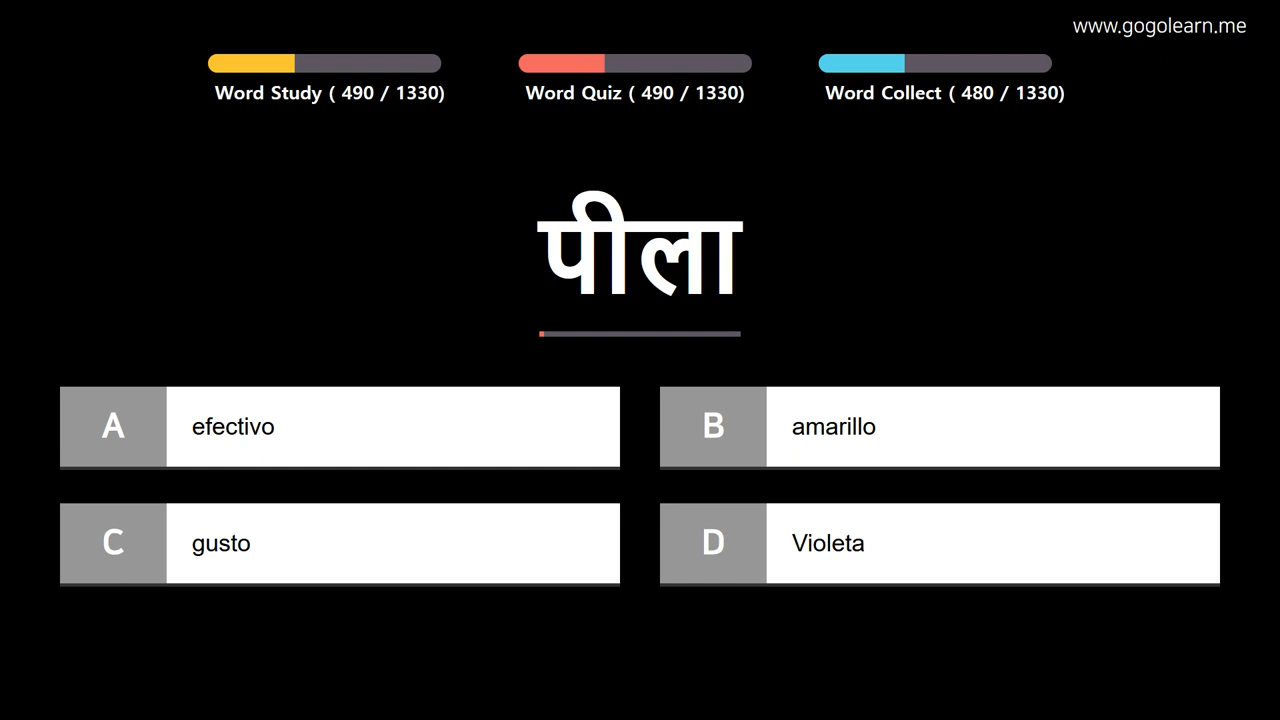 www.gogolearn.me
Word Study ( 490 / 1330)
Word Quiz ( 490 / 1330)
Word Collect ( 480 / 1330)
पीला
A efectivo
B amarillo
C gusto
D Violeta